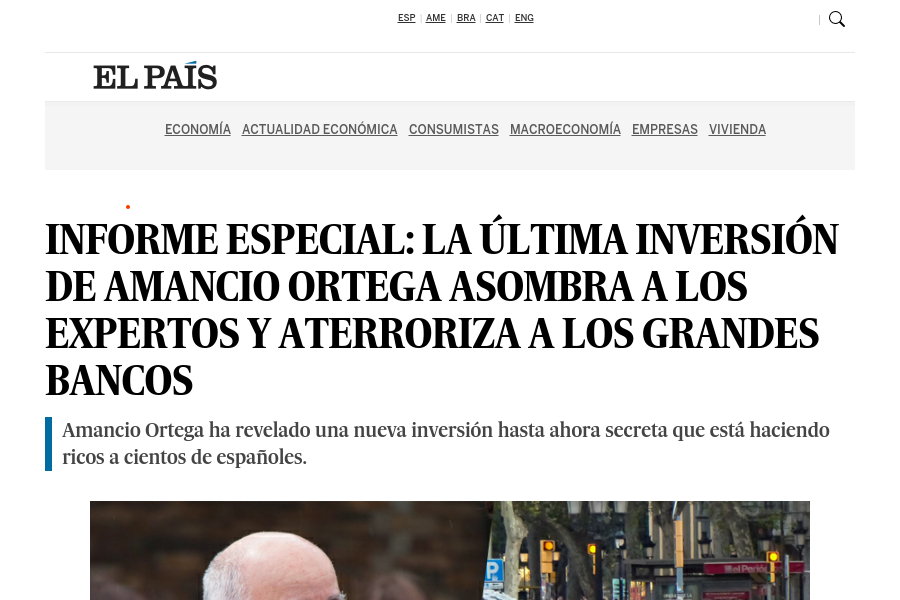 ESP AME BRA CAT ENG
EL PAÍS
ECONOMÍA ACTUALIDAD ECONÓMICA CONSUMISTAS MACROECONOMÍA EMPRESAS VIVIENDA
INFORME ESPECIAL: LA ÚLTIMA INVERSIÓN
DE AMANCIO ORTEGA ASOMBRA A LOS
EXPERTOS Y ATERRORIZA A LOS GRANDES
BANCOS
Amancio Ortega ha revelado una nueva inversión hasta ahora secreta que está haciendo
ricos a cientos de españoles.
P
el Periódico